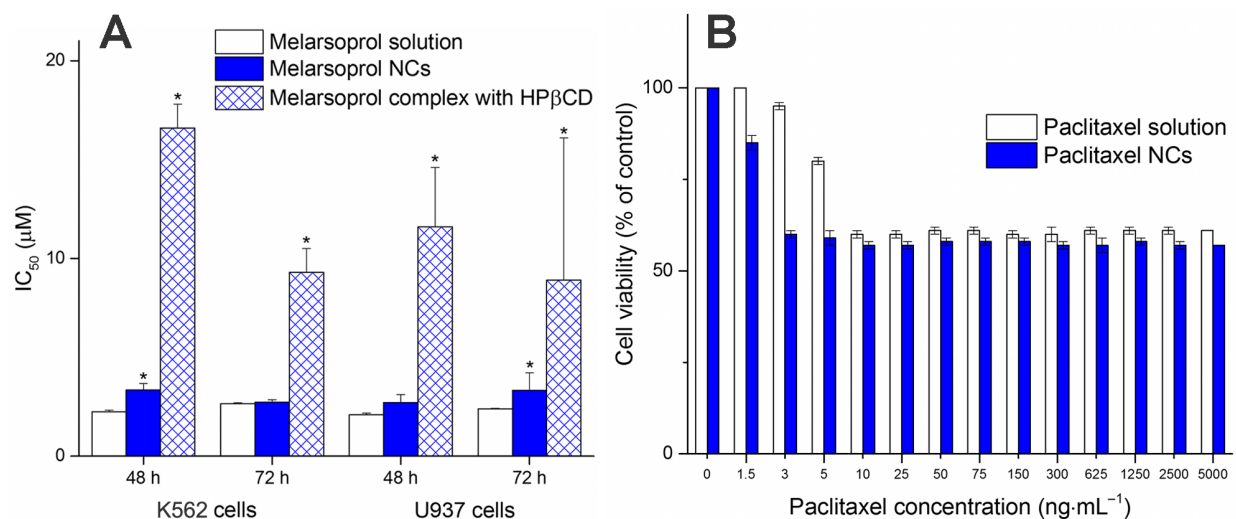 A
Melarsoprol solution
Melarsoprol NCs
Melarsoprol complex with HPβCD
20
10
0
IC50 (μM)
*
*
*
*
*
*
48 h
72 h
48 h
72 h
K562 cells
U937 cells
B
Paclitaxel solution
Paclitaxel NCs
100
50
0
Cell viability (% of control)
0 1.5 3 5 10 25 50 75 150 300 625 1250 2500 5000
Paclitaxel concentration (ng·mL⁻¹)